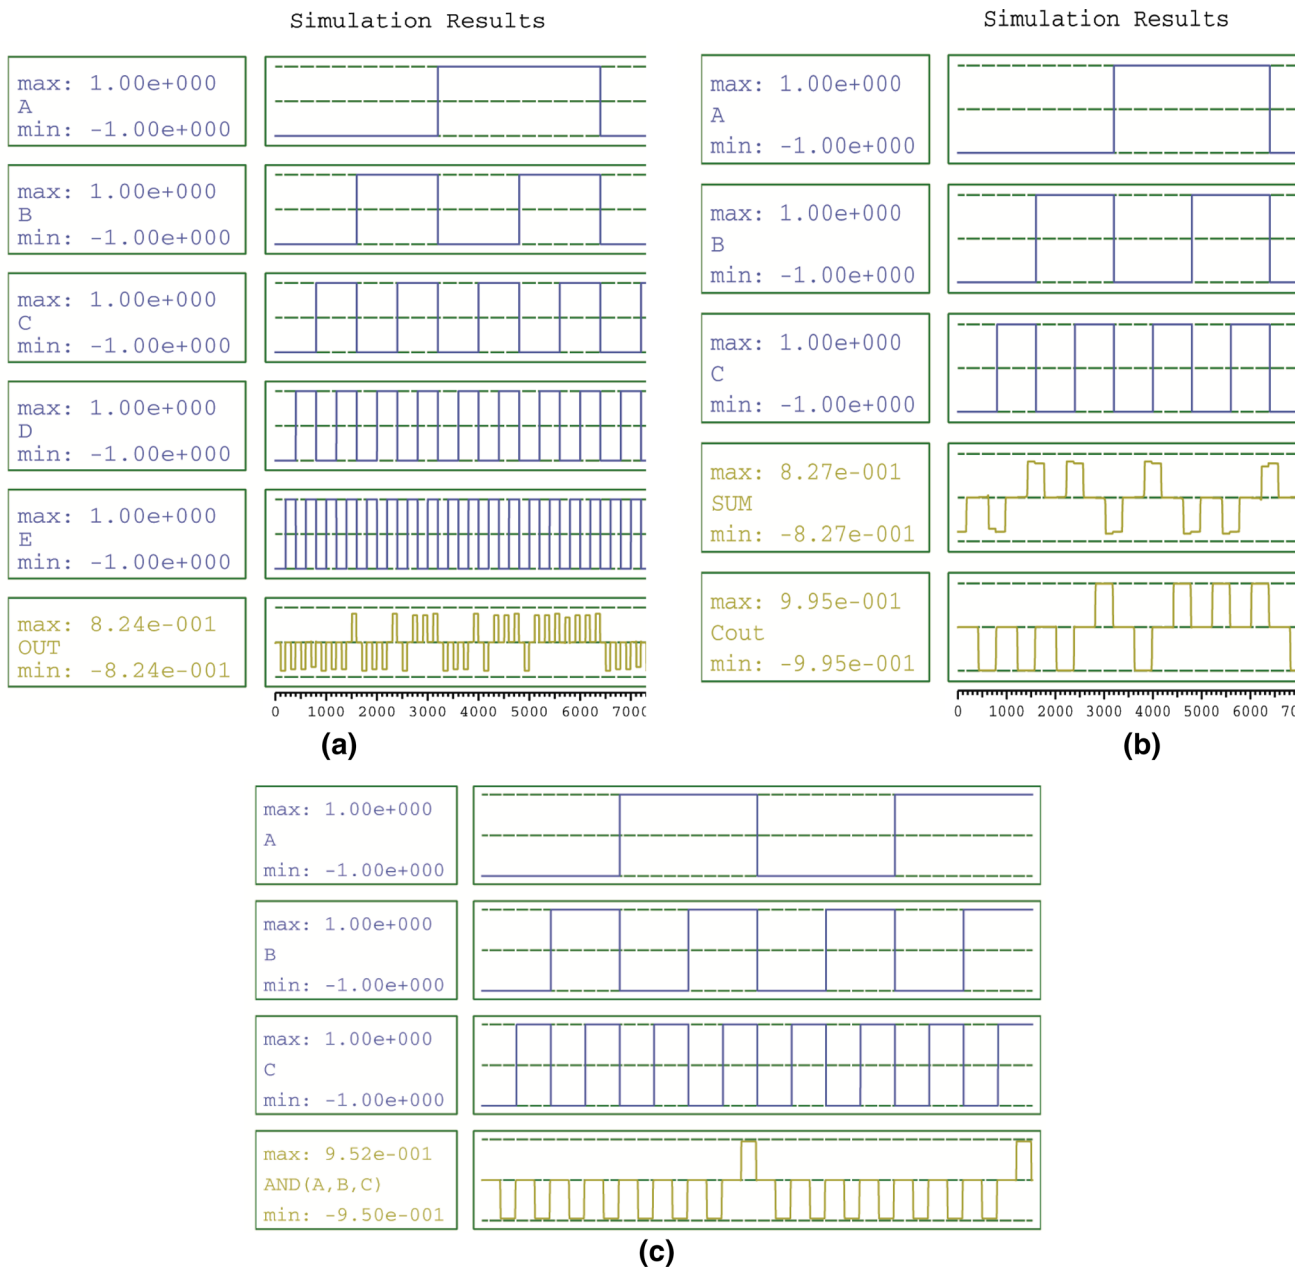 Simulation Results
max: 1.00e+000
A
min: -1.00e+000
max: 1.00e+000
B
min: -1.00e+000
max: 1.00e+000
C
min: -1.00e+000
max: 1.00e+000
D
min: -1.00e+000
max: 1.00e+000
E
min: -1.00e+000
max: 8.24e-001
OUT
min: -8.24e-001
0 1000 2000 3000 4000 5000 6000 7000
(a)
Simulation Results
max: 1.00e+000
A
min: -1.00e+000
max: 1.00e+000
B
min: -1.00e+000
max: 1.00e+000
C
min: -1.00e+000
max: 8.27e-001
SUM
min: -8.27e-001
max: 9.95e-001
Cout
min: -9.95e-001
0 1000 2000 3000 4000 5000 6000 70
(b)
max: 1.00e+000
A
min: -1.00e+000
max: 1.00e+000
B
min: -1.00e+000
max: 1.00e+000
C
min: -1.00e+000
max: 9.52e-001
AND(A,B,C)
min: -9.50e-001
(c)